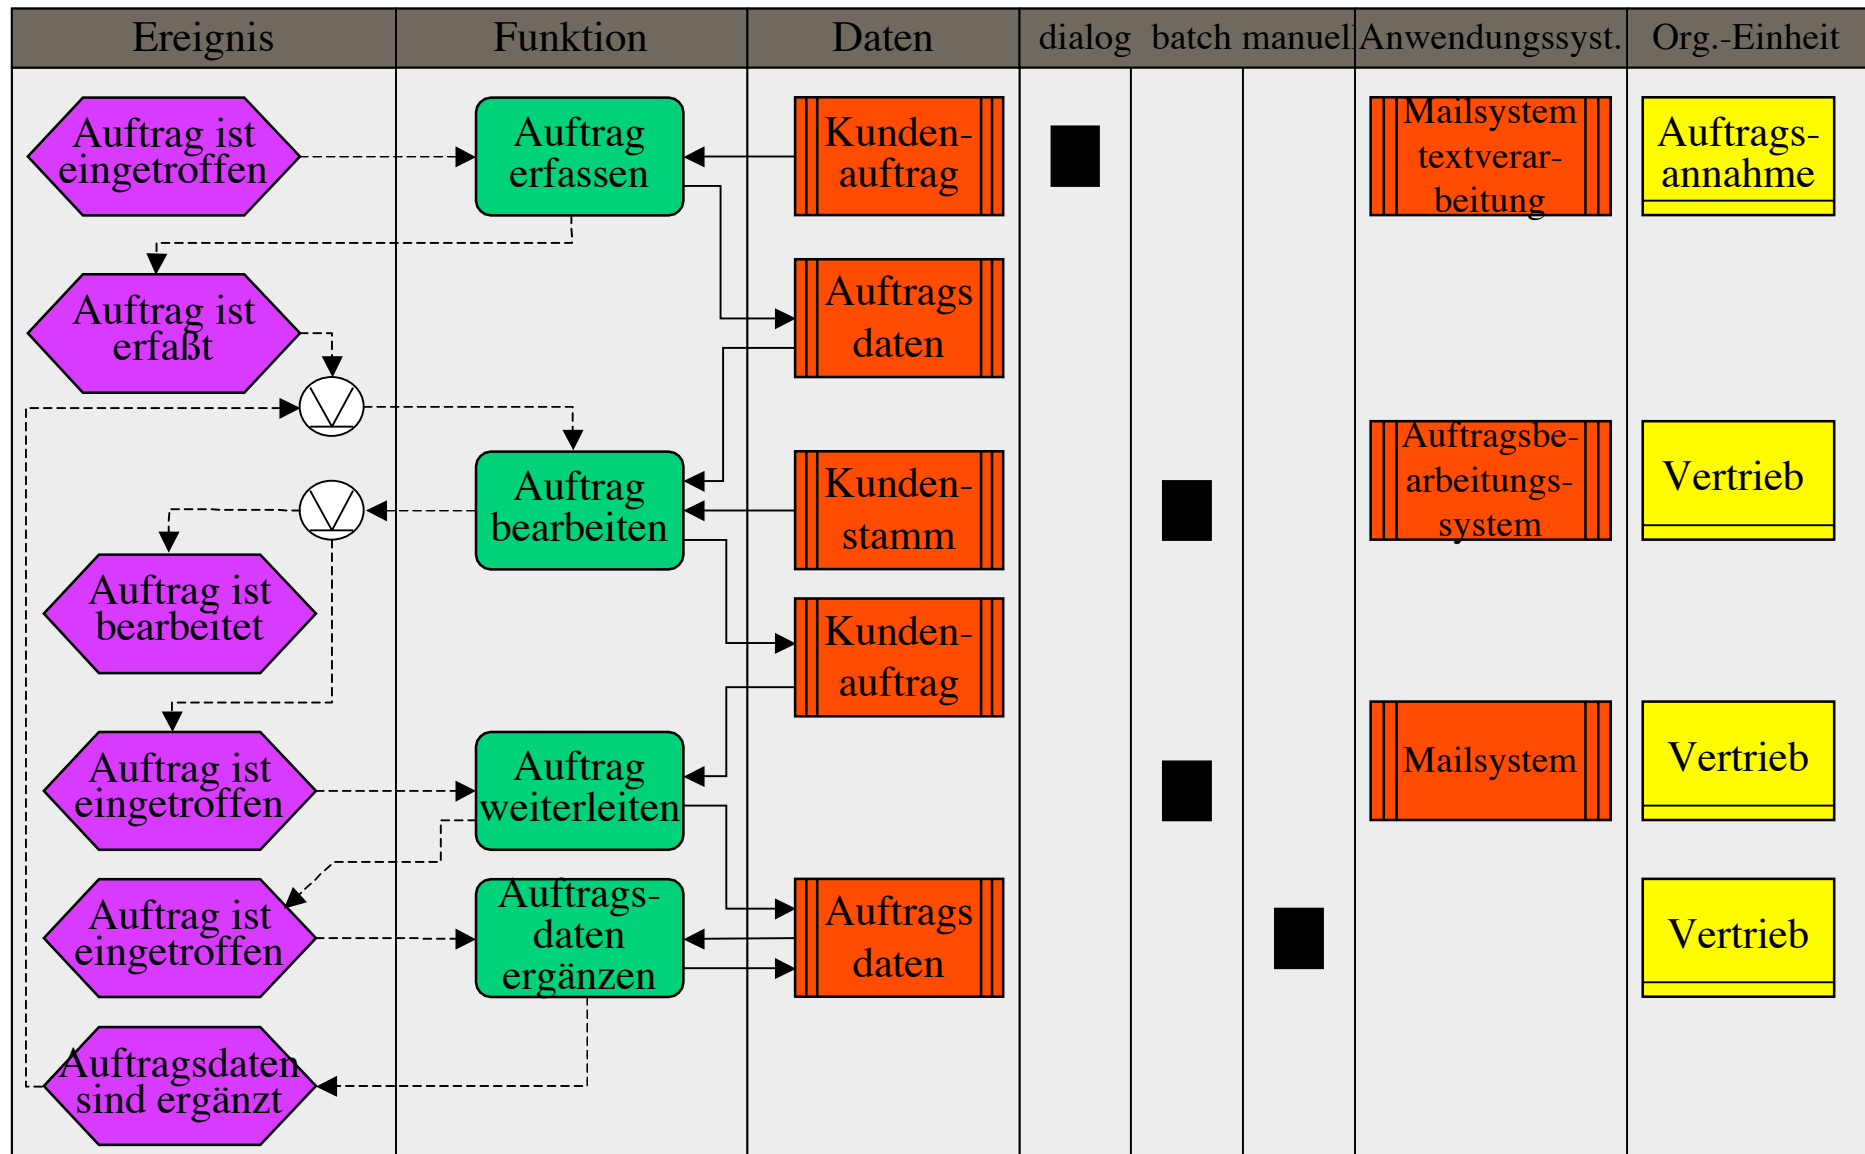 Ereignis
Funktion
Daten
dialog
batch
manuell
Anwendungssyst.
Org.-Einheit
Auftrag ist
eingetroffen
Auftrag
erfassen
Kunden-
auftrag
Mailsystem
textverar-
beitung
Auftrags-
annahme
Auftrag ist
erfaßt
Auftrags
daten
Auftrag
bearbeiten
Kunden-
stamm
Auftragsbe-
arbeitungs-
system
Vertrieb
Auftrag ist
bearbeitet
Kunden-
auftrag
Auftrag ist
eingetroffen
Auftrag
weiterleiten
Mailsystem
Vertrieb
Auftrag ist
eingetroffen
Auftrags-
daten
ergänzen
Auftrags
daten
Vertrieb
Auftragsdaten
sind ergänzt